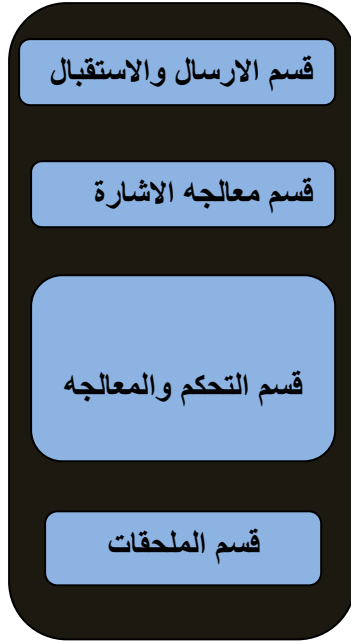 قسم الارسال والاستقبال
قسم معالجه الاشارة
قسم التحكم والمعالجه
قسم الملحقات